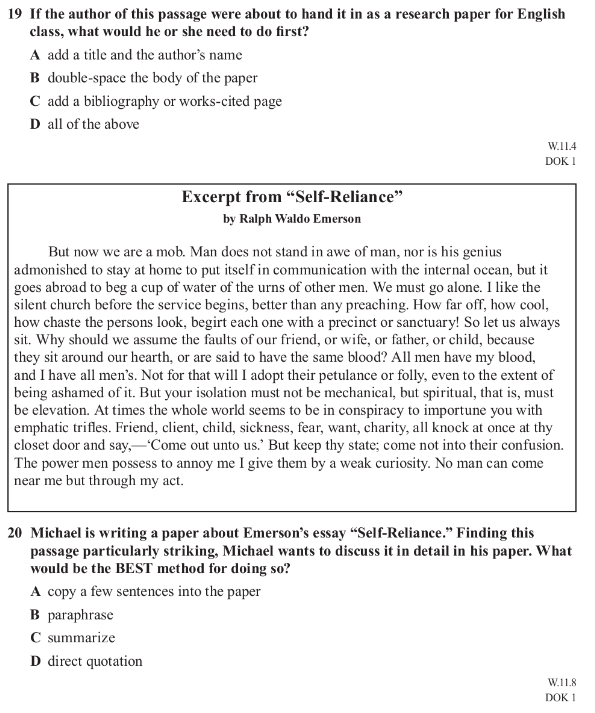 19 If the author of this passage were about to hand it in as a research paper for English
class, what would he or she need to do first?
A add a title and the author's name
B double-space the body of the paper
C add a bibliography or works-cited page
D all of the above
W.11.4
DOK 1
Excerpt from “Self-Reliance”
by Ralph Waldo Emerson
But now we are a mob. Man does not stand in awe of man, nor is his genius
admonished to stay at home to put itself in communication with the internal ocean, but it
goes abroad to beg a cup of water of the urns of other men. We must go alone. I like the
silent church before the service begins, better than any preaching. How far off, how cool,
how chaste the persons look, begirt each one with a precinct or sanctuary! So let us always
sit. Why should we assume the faults of our friend, or wife, or father, or child, because
they sit around our hearth, or are said to have the same blood? All men have my blood,
and I have all men's. Not for that will I adopt their petulance or folly, even to the extent of
being ashamed of it. But your isolation must not be mechanical, but spiritual, that is, must
be elevation. At times the whole world seems to be in conspiracy to importune you with
emphatic trifles. Friend, client, child, sickness, fear, want, charity, all knock at once at thy
closet door and say,—‘Come out unto us.’ But keep thy state; come not into their confusion.
The power men possess to annoy me I give them by a weak curiosity. No man can come
near me but through my act.
20 Michael is writing a paper about Emerson's essay “Self-Reliance.” Finding this
passage particularly striking, Michael wants to discuss it in detail in his paper. What
would be the BEST method for doing so?
A copy a few sentences into the paper
B paraphrase
C summarize
D direct quotation
W.11.8
DOK 1